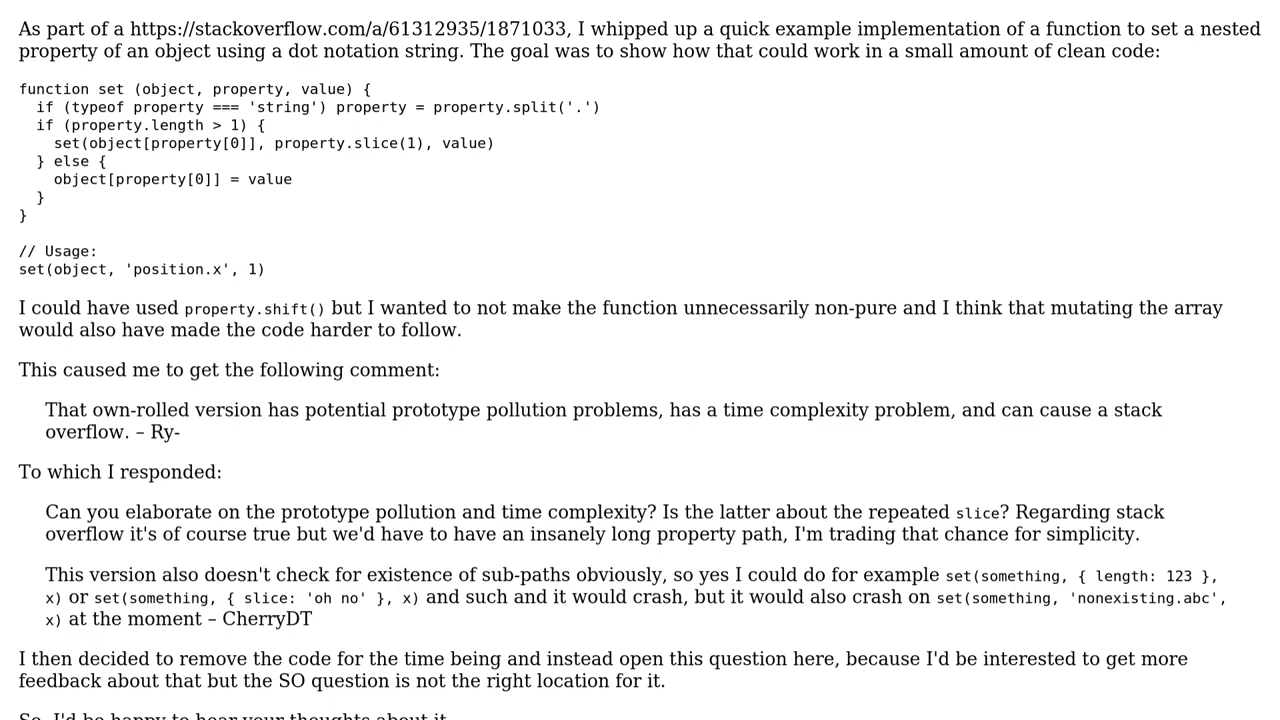 As part of a https://stackoverflow.com/a/61312935/1871033, I whipped up a quick example implementation of a function to set a nested
property of an object using a dot notation string. The goal was to show how that could work in a small amount of clean code:
function set (object, property, value) {
  if (typeof property === 'string') property = property.split('.')
  if (property.length > 1) {
    set(object[property[0]], property.slice(1), value)
  } else {
    object[property[0]] = value
  }
}
// Usage:
set(object, 'position.x', 1)
I could have used property.shift() but I wanted to not make the function unnecessarily non-pure and I think that mutating the array
would also have made the code harder to follow.
This caused me to get the following comment:
That own-rolled version has potential prototype pollution problems, has a time complexity problem, and can cause a stack
overflow. – Ry-
To which I responded:
Can you elaborate on the prototype pollution and time complexity? Is the latter about the repeated slice? Regarding stack
overflow it's of course true but we'd have to have an insanely long property path, I'm trading that chance for simplicity.
This version also doesn't check for existence of sub-paths obviously, so yes I could do for example set(something, { length: 123 },
x) or set(something, { slice: 'oh no' }, x) and such and it would crash, but it would also crash on set(something, 'nonexisting.abc',
x) at the moment – CherryDT
I then decided to remove the code for the time being and instead open this question here, because I'd be interested to get more
feedback about that but the SO question is not the right location for it.
So, I'd be happy to hear your thoughts about it.